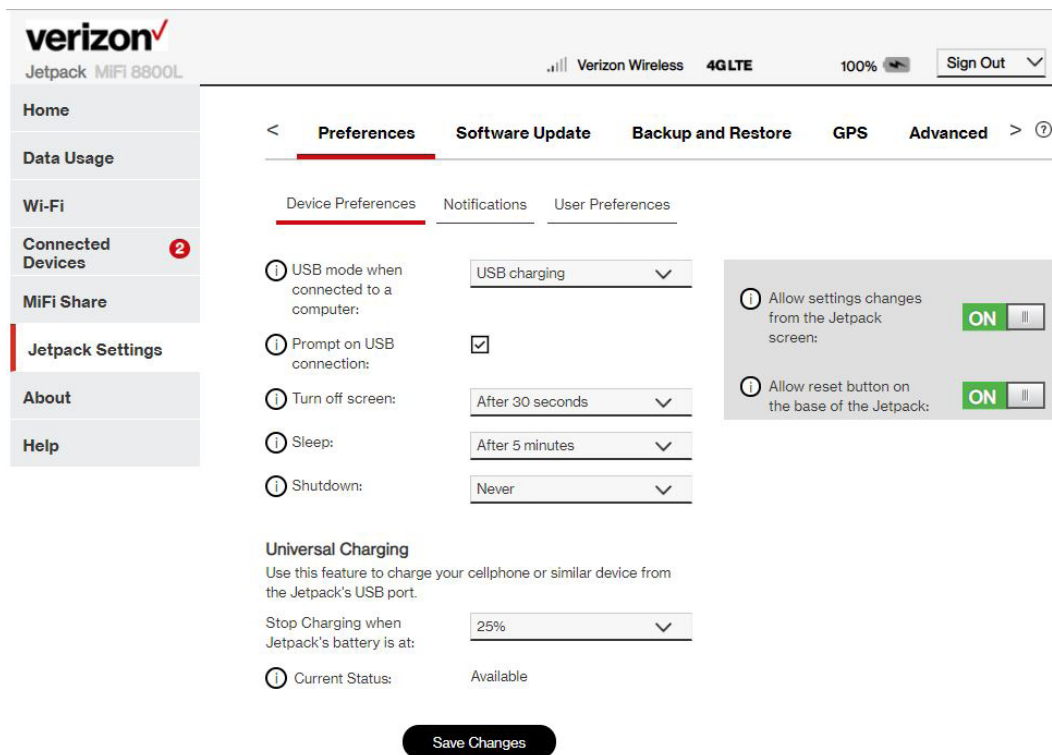 verizon
Jetpack MiFi 8800L
Verizon Wireless 4G LTE 100% Sign Out
Home
Data Usage
Wi-Fi
Connected
Devices
2
MiFi Share
Jetpack Settings
About
Help
< Preferences Software Update Backup and Restore GPS Advanced > ?
Device Preferences Notifications User Preferences
i USB mode when
connected to a
computer:
USB charging
i Prompt on USB
connection:
i Turn off screen:
After 30 seconds
i Sleep:
After 5 minutes
i Shutdown:
Never
i Allow settings changes
from the Jetpack
screen:
ON
i Allow reset button on
the base of the Jetpack:
ON
Universal Charging
Use this feature to charge your cellphone or similar device from
the Jetpack's USB port.
Stop Charging when
Jetpack's battery is at:
25%
i Current Status:
Available
Save Changes